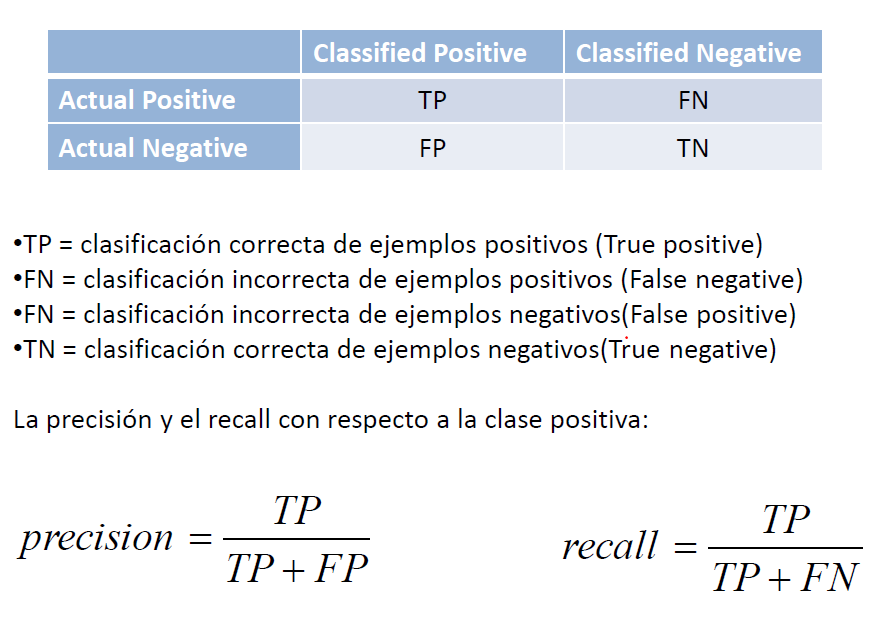 Classified Positive Classified Negative
Actual Positive TP FN
Actual Negative FP TN
•TP = clasificación correcta de ejemplos positivos (True positive)
•FN = clasificación incorrecta de ejemplos positivos (False negative)
•FN = clasificación incorrecta de ejemplos negativos(False positive)
•TN = clasificación correcta de ejemplos negativos(True negative)
La precisión y el recall con respecto a la clase positiva:
precision = TP / TP + FP
recall = TP / TP + FN